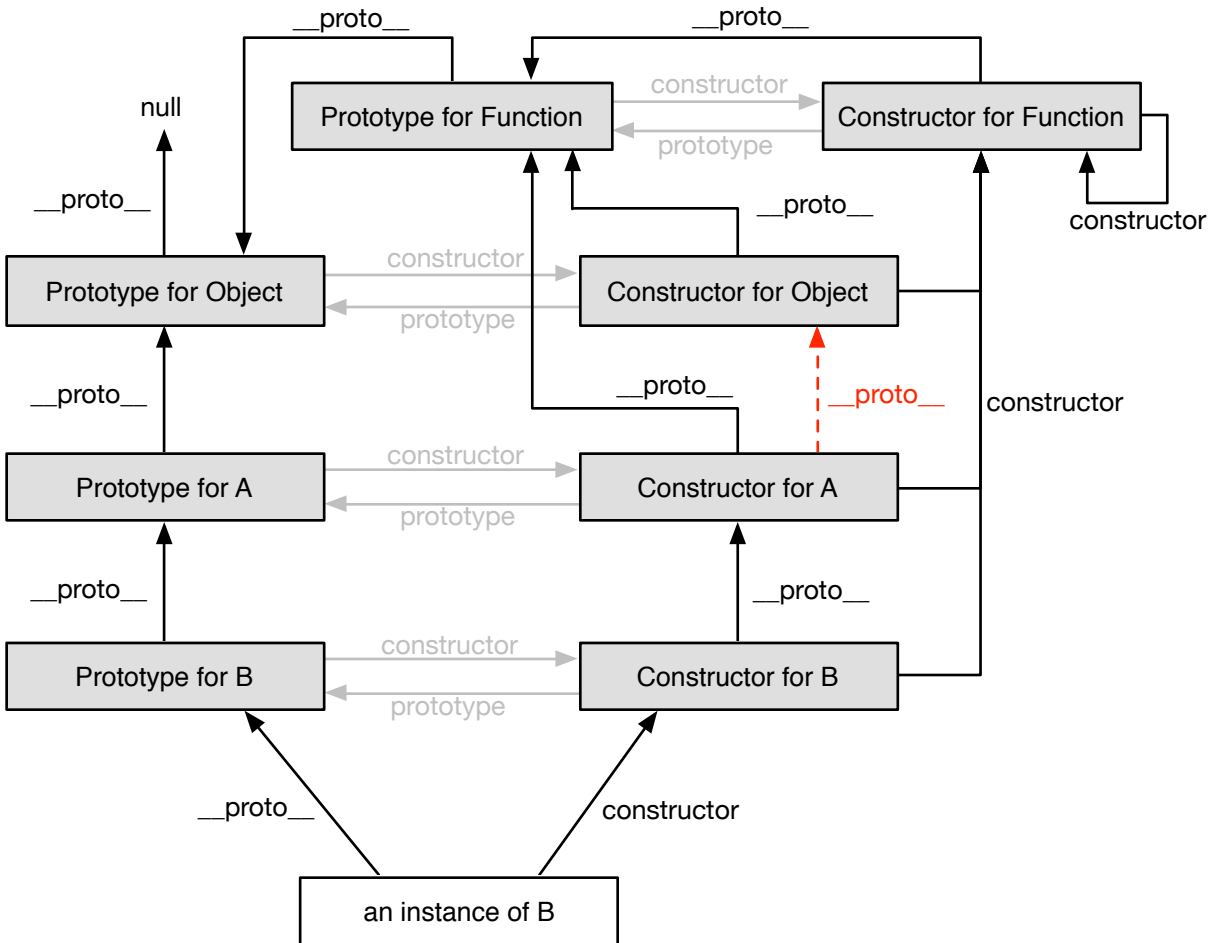 __proto__
__proto__
null
Prototype for Function
constructor
prototype
Constructor for Function
__proto__
__proto__
constructor
Prototype for Object
constructor
prototype
Constructor for Object
__proto__
__proto__
__proto__
constructor
Prototype for A
constructor
prototype
Constructor for A
__proto__
__proto__
Prototype for B
constructor
prototype
Constructor for B
__proto__
constructor
an instance of B